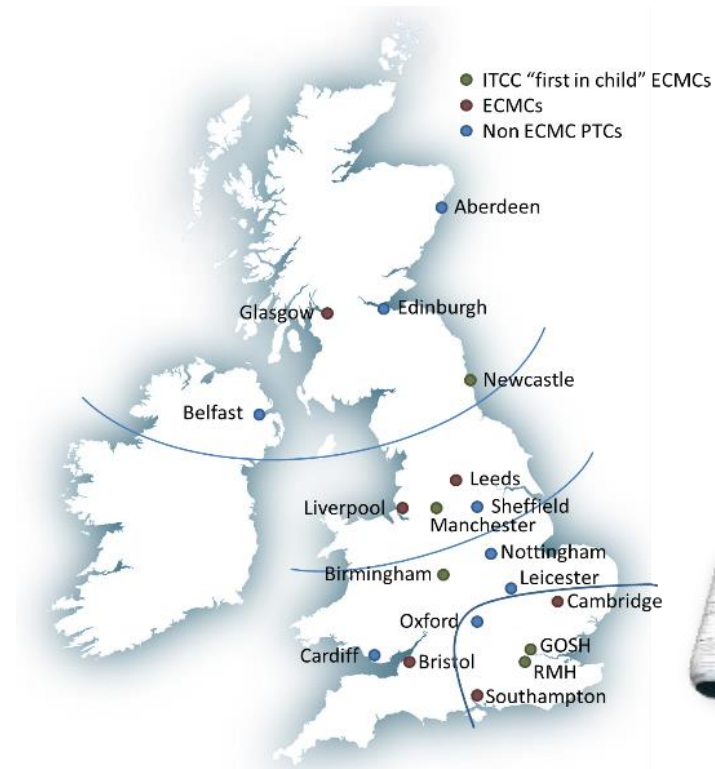 ITCC “first in child” ECMCs
ECMCs
Non ECMC PTCs
Aberdeen
Glasgow
Edinburgh
Newcastle
Belfast
Leeds
Liverpool
Sheffield
Manchester
Nottingham
Birmingham
Leicester
Cambridge
Oxford
GOSH
Cardiff
Bristol
RMH
Southampton